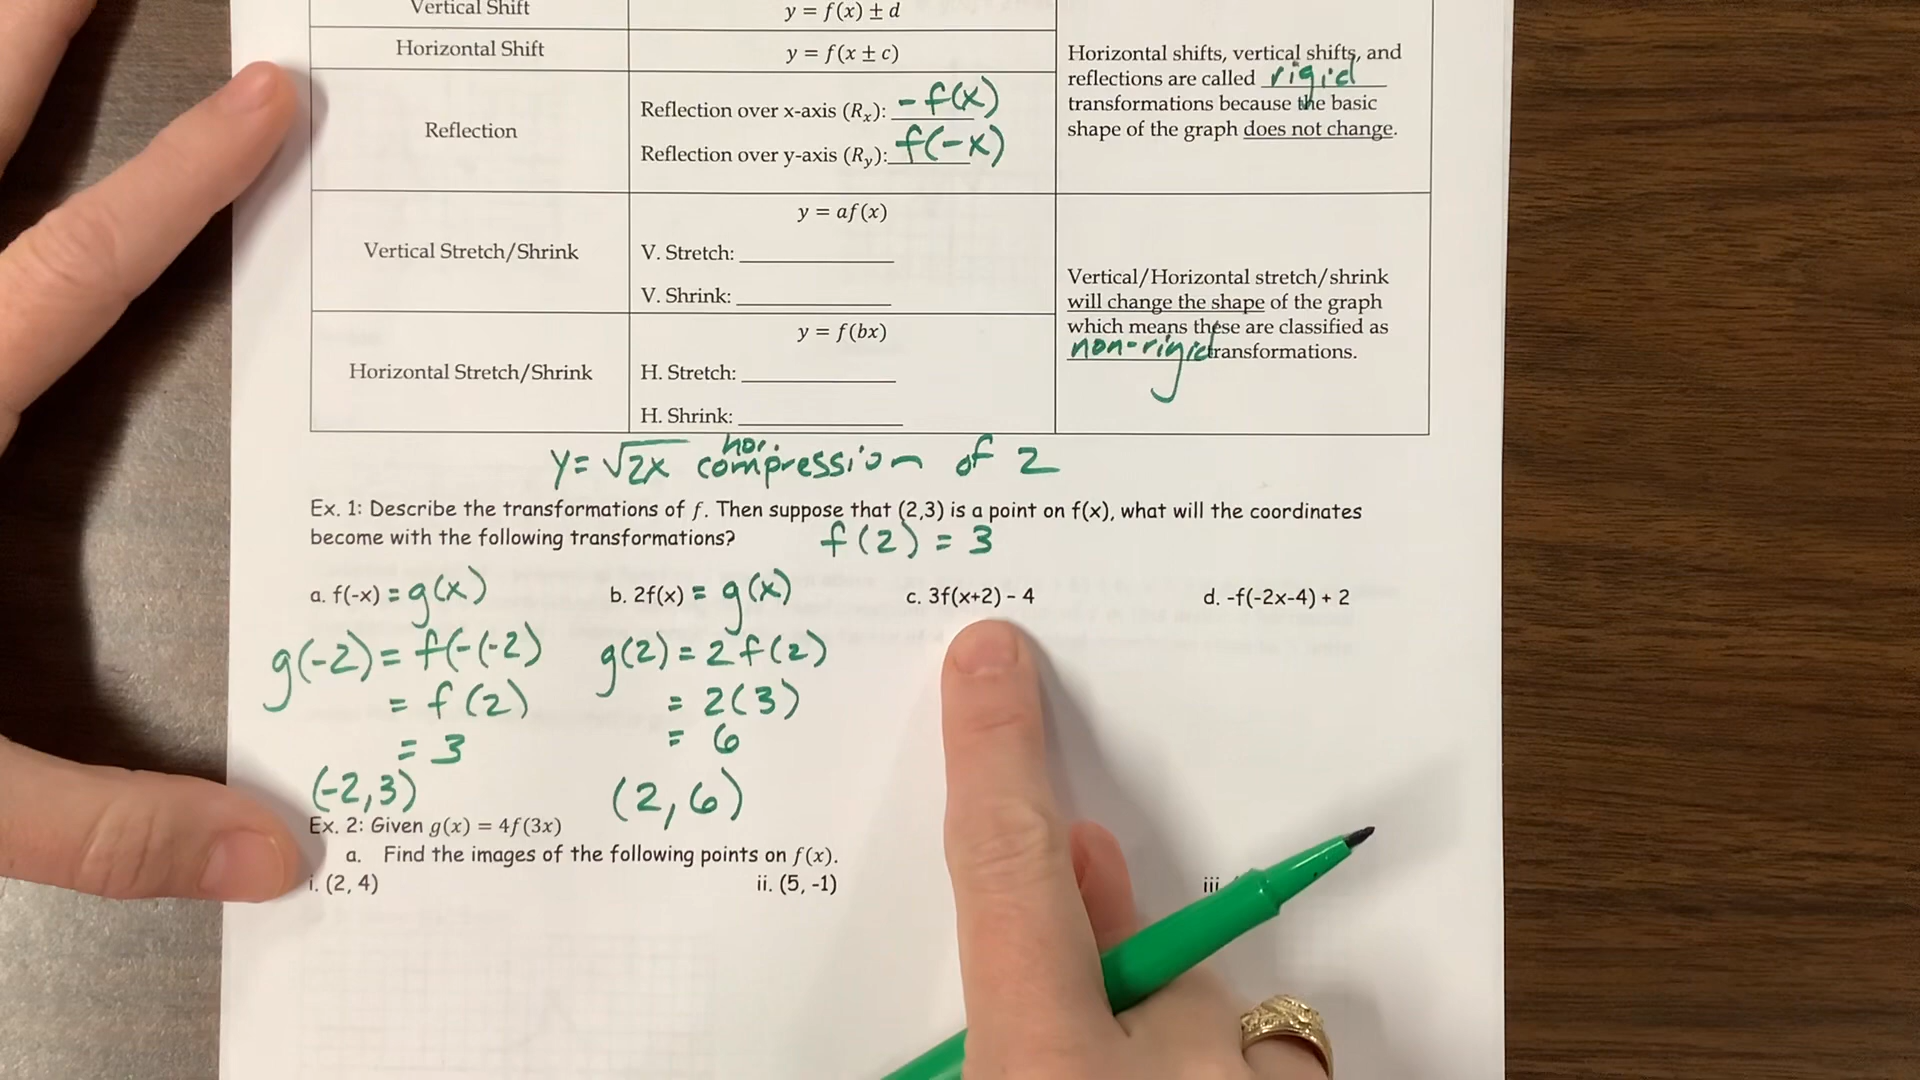 Vertical Shift
y = f(x) ± d
Horizontal Shift
y = f(x ± c)
Horizontal shifts, vertical shifts, and
reflections are called rigid
transformations because the basic
shape of the graph does not change.
Reflection
Reflection over x-axis (Rx): -f(x)
Reflection over y-axis (Ry): f(-x)
Vertical Stretch/Shrink
y = af(x)
V. Stretch:
V. Shrink:
Vertical/Horizontal stretch/shrink
will change the shape of the graph
which means these are classified as
non-rigid transformations.
Horizontal Stretch/Shrink
y = f(bx)
H. Stretch:
H. Shrink:
y = √2x hor. compression of 2
Ex. 1: Describe the transformations of f. Then suppose that (2,3) is a point on f(x), what will the coordinates
become with the following transformations?
f(2) = 3
a. f(-x) = g(x)
g(-2) = f(-(-2)
= f(2)
= 3
(-2,3)
b. 2f(x) = g(x)
g(2) = 2f(2)
= 2(3)
= 6
(2,6)
c. 3f(x+2) - 4
d. -f(-2x-4) + 2
Ex. 2: Given g(x) = 4f(3x)
a. Find the images of the following points on f(x).
i. (2, 4)
ii. (5, -1)
iii.